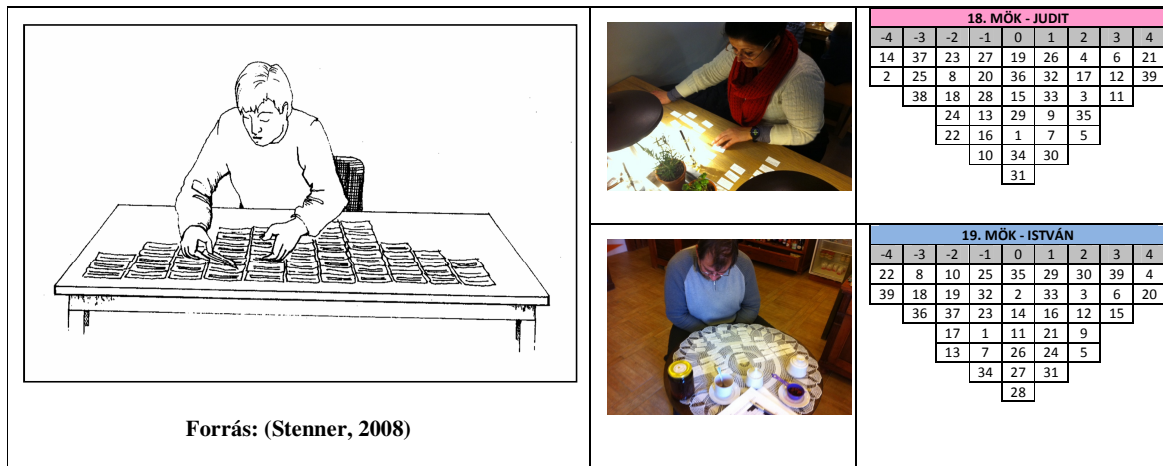 Forrás: (Stenner, 2008)
18. MÖK - JUDIT
-4 -3 -2 -1 0 1 2 3 4
14 37 23 27 19 26 4 6 21
2 25 8 20 36 32 17 12 39
38 18 28 15 33 3 11
24 13 29 9 35
22 16 1 7 5
10 34 30
31
19. MÖK - ISTVÁN
-4 -3 -2 -1 0 1 2 3 4
22 8 10 25 35 29 30 39 4
39 18 19 32 2 33 3 6 20
36 37 23 14 16 12 15
17 1 11 21 9
13 7 26 24 5
34 27 31
28